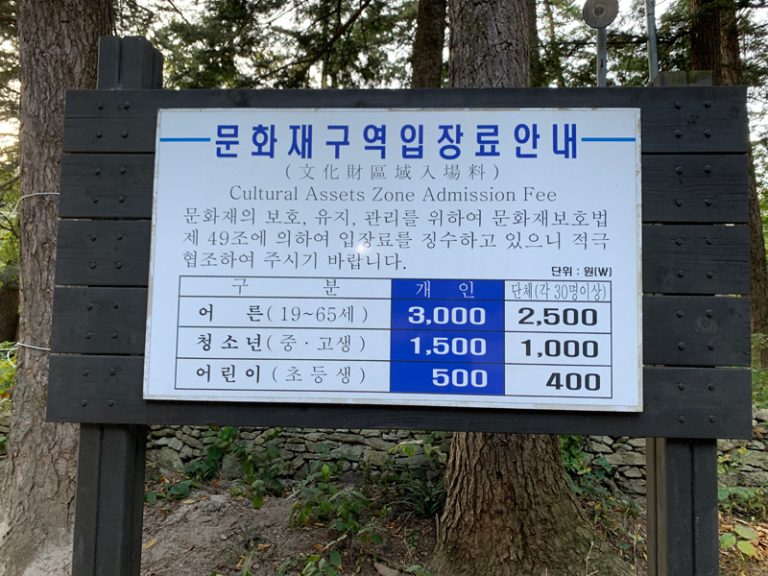 문화재구역입장료안내
(文化財區域入場料)
Cultural Assets Zone Admission Fee
문화재의 보호, 유지, 관리를 위하여 문화재보호법
제 49조에 의하여 입장료를 징수하고 있으니 적극
협조하여 주시기 바랍니다.
단위 : 원(W)
구 분 개 인 단체(각 30명이상)
어 른 (19~65세) 3,000 2,500
청소년 (중·고생) 1,500 1,000
어린이 (초등생) 500 400